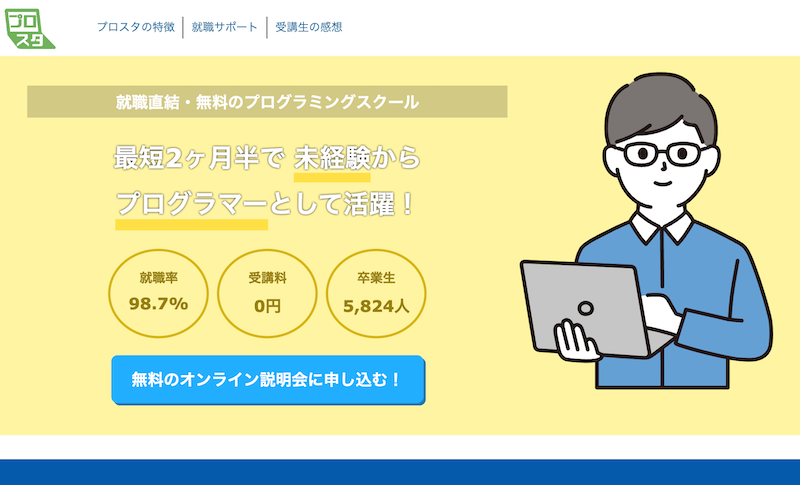 プロ
スタ
プロスタの特徴
就職サポート
受講生の感想
就職直結・無料のプログラミングスクール
最短2ヶ月半で 未経験から
プログラマーとして活躍！
就職率
98.7%
受講料
0円
卒業生
5,824人
無料のオンライン説明会に申し込む！